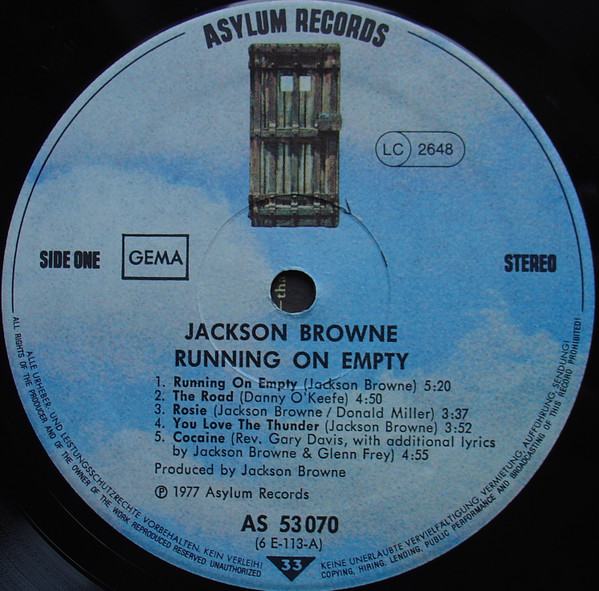 ASYLUM RECORDS
LC 2648
SIDE ONE
GEMA
STEREO
JACKSON BROWNE
RUNNING ON EMPTY
1. Running On Empty (Jackson Browne) 5:20
2. The Road (Danny O'Keefe) 4:50
3. Rosie (Jackson Browne / Donald Miller) 3:37
4. You Love The Thunder (Jackson Browne) 3:52
5. Cocaine (Rev. Gary Davis, with additional lyrics
by Jackson Browne & Glenn Frey) 4:55
Produced by Jackson Browne
℗ 1977 Asylum Records
AS 53 070
(6 E-113-A)
33
ALLE URHEBER- UND LEISTUNGSSCHUTZRECHTE VORBEHALTEN. KEIN VERLEIH!
KEINE UNERLAUBTE VERVIELFÄLTIGUNG, VERMIETUNG, AUFFÜHRUNG, SENDUNG!
ALL RIGHTS OF THE PRODUCER AND OF THE OWNER OF THE WORK REPRODUCED RESERVED. UNAUTHORIZED
COPYING, HIRING, LENDING, PUBLIC PERFORMANCE AND BROADCASTING OF THIS RECORD PROHIBITED!